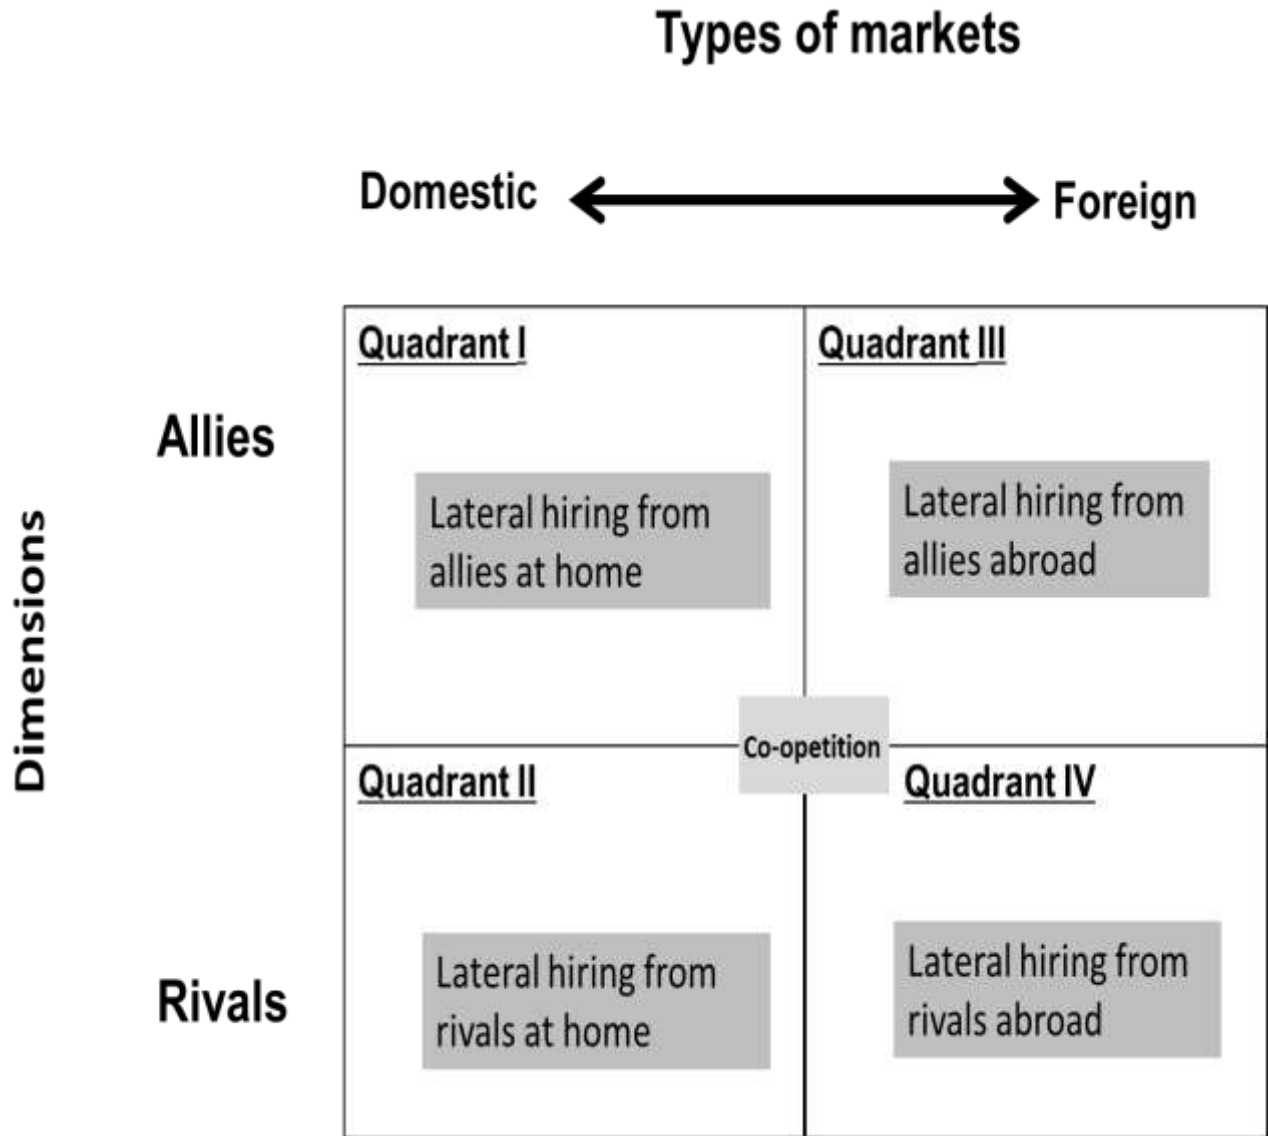 Types of markets
Domestic
Foreign
Quadrant I
Quadrant III
Allies
Lateral hiring from
allies at home
Lateral hiring from
allies abroad
Dimensions
Co-opetition
Quadrant II
Quadrant IV
Rivals
Lateral hiring from
rivals at home
Lateral hiring from
rivals abroad